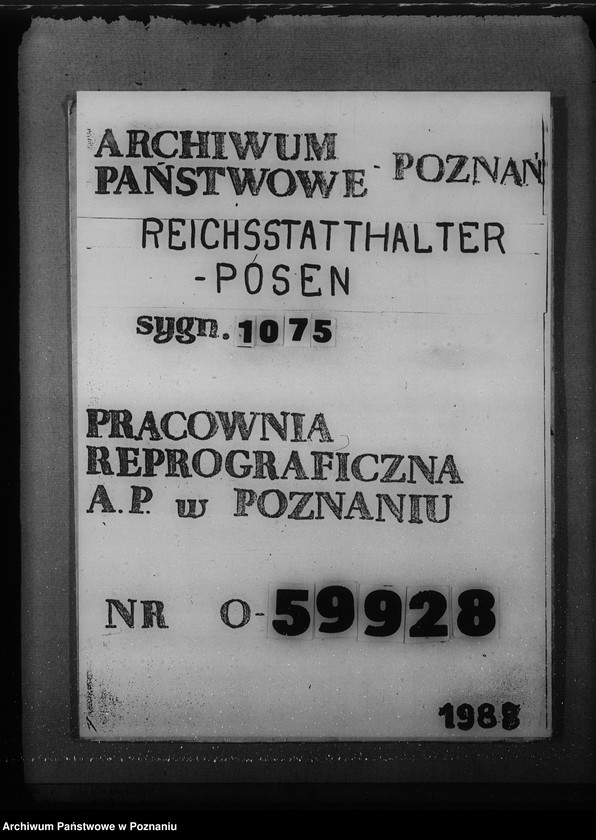 ARCHIWUM
PAŃSTWOWE - POZNAŃ
REICHSSTATTHALTER
-POSEN
sygn. 1075
PRACOWNIA
REPROGRAFICZNA
A.P. w POZNANIU
NR O-59928
1988
Archiwum Państwowe w Poznaniu